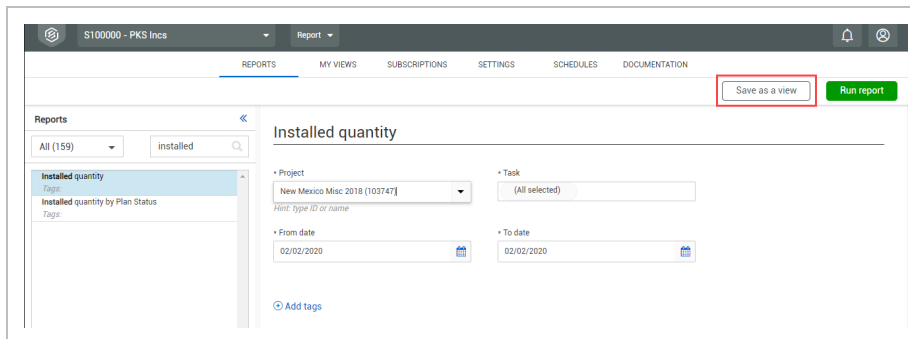 S100000 - PKS Incs
Report
REPORTS MY VIEWS SUBSCRIPTIONS SETTINGS SCHEDULES DOCUMENTATION
Save as a view Run report
Reports
All (159) installed
Installed quantity
Tags:
Installed quantity by Plan Status
Tags:
Installed quantity
* Project * Task
New Mexico Misc 2018 (103747) (All selected)
Hint: type ID or name
* From date * To date
02/02/2020 02/02/2020
Add tags